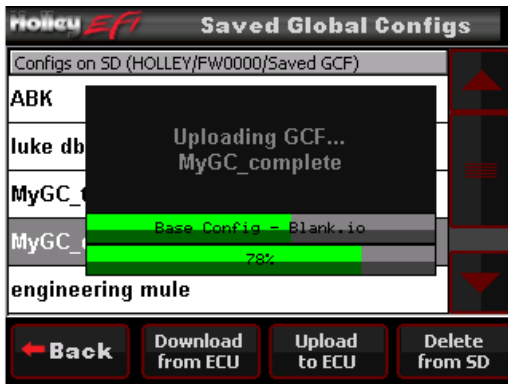 Holley EFI
Saved Global Configs
Configs on SD (HOLLEY/FW0000/Saved GCF)
ABK
luke db
Uploading GCF...
MyGC_complete
MyGC_
MyGC_
Base Config - Blank.io
78%
engineering mule
Back
Download
from ECU
Upload
to ECU
Delete
from SD